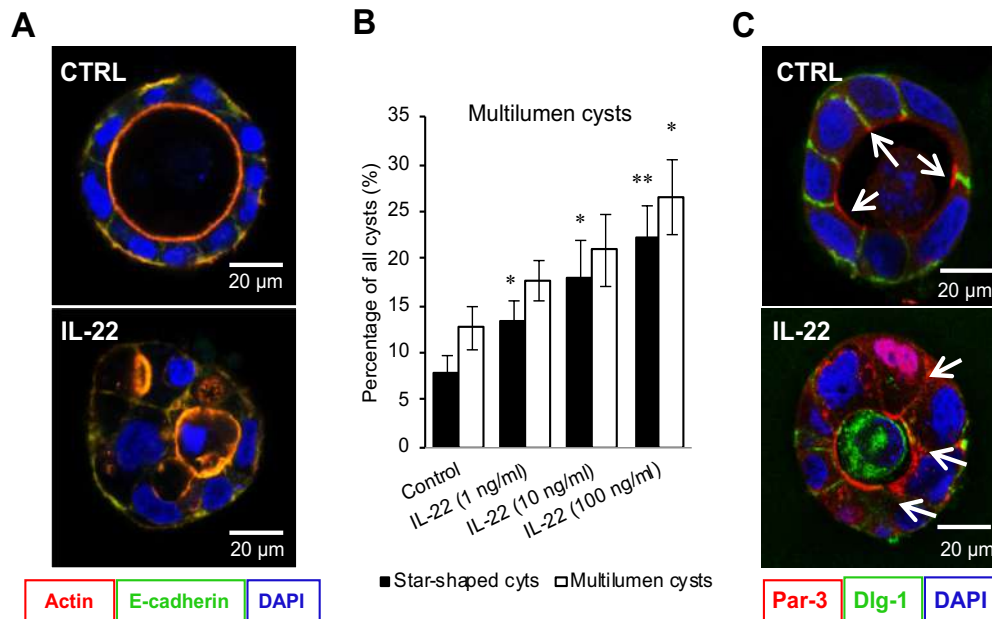 A
CTRL
20 µm
IL-22
20 µm
Actin
E-cadherin
DAPI
B
Multilumen cysts
Percentage of all cysts (%)
35
30
25
20
15
10
5
0
*
*
**
*
Control
IL-22 (1 ng/ml)
IL-22 (10 ng/ml)
IL-22 (100 ng/ml)
Star-shaped cyts
Multilumen cysts
C
CTRL
20 µm
IL-22
20 µm
Par-3
Dlg-1
DAPI